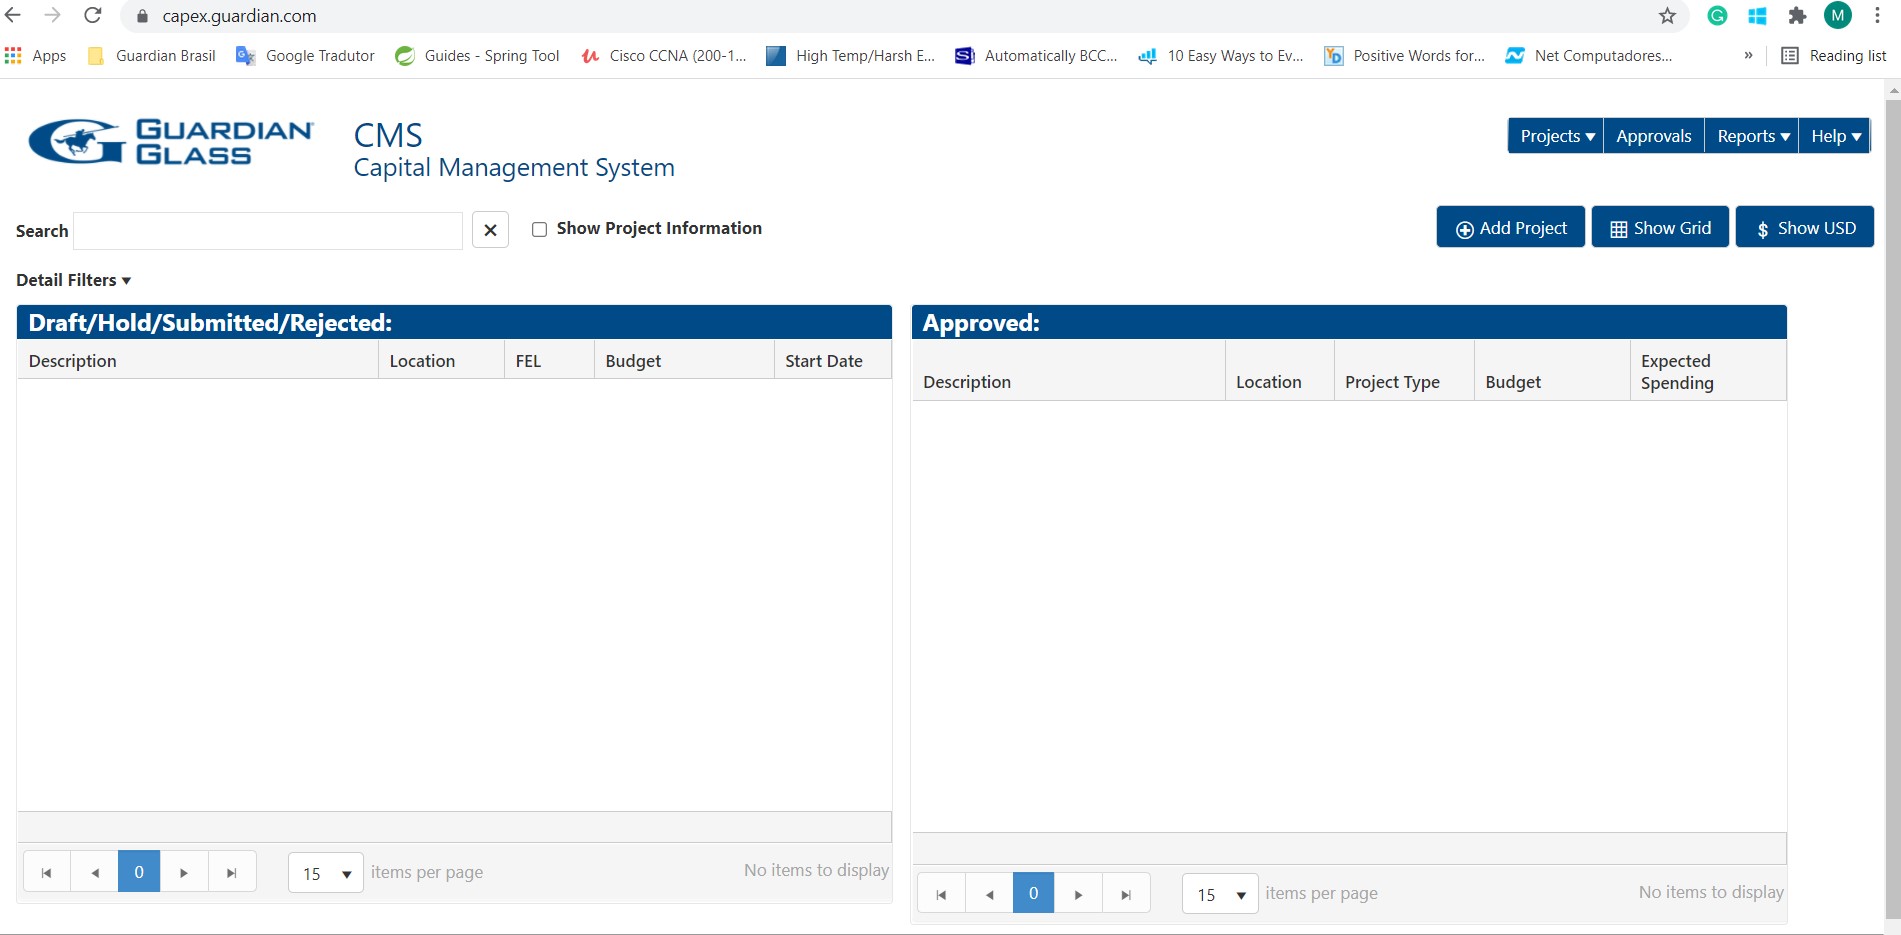 capex.guardian.com
M
Apps Guardian Brasil Google Tradutor Guides - Spring Tool Cisco CCNA (200-1... High Temp/Harsh E... Automatically BCC... 10 Easy Ways to Ev... Positive Words for... Net Computadores... » Reading list
GUARDIAN
GLASS
CMS
Capital Management System
Projects Approvals Reports Help
Search Show Project Information Add Project Show Grid $ Show USD
Detail Filters
Draft/Hold/Submitted/Rejected:
Description Location FEL Budget Start Date
0 15 items per page No items to display
Approved:
Description Location Project Type Budget Expected
Spending
0 15 items per page No items to display